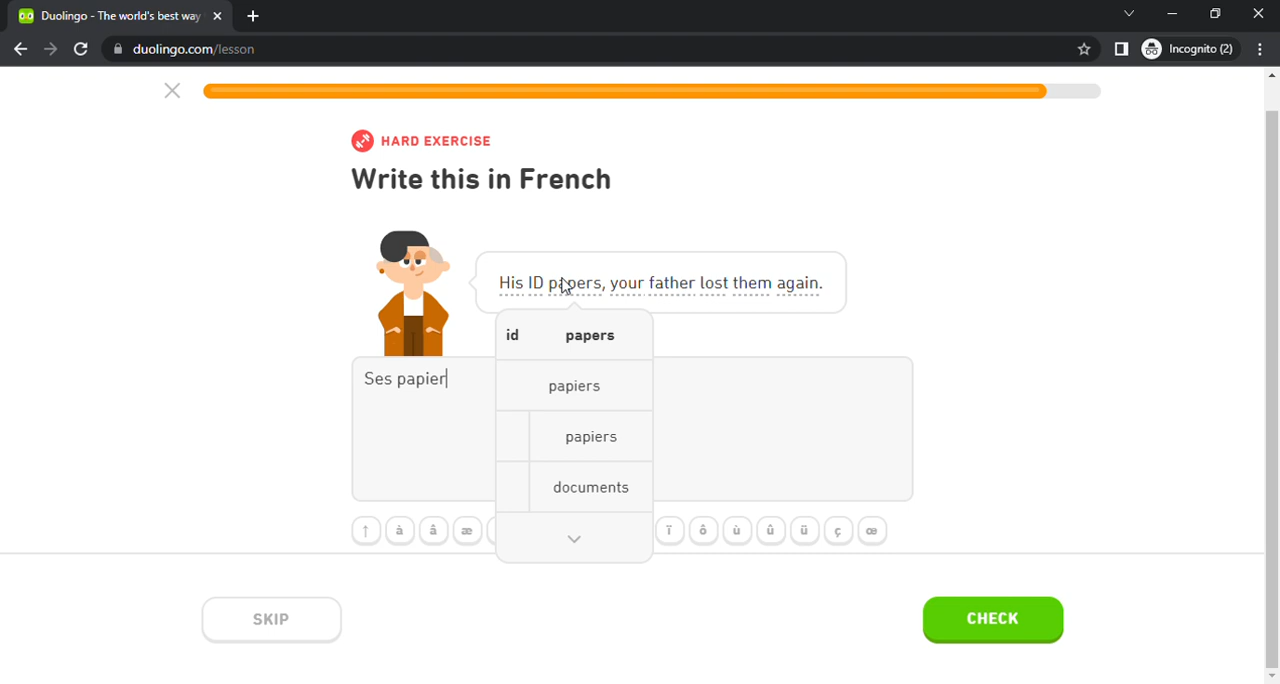 Duolingo - The world's best way
duolingo.com/lesson
Incognito (2)
HARD EXERCISE
Write this in French
His ID papers, your father lost them again.
id papers
papiers
papiers
documents
Ses papier
↑ à â æ ï ô ù û ü ç œ
SKIP
CHECK